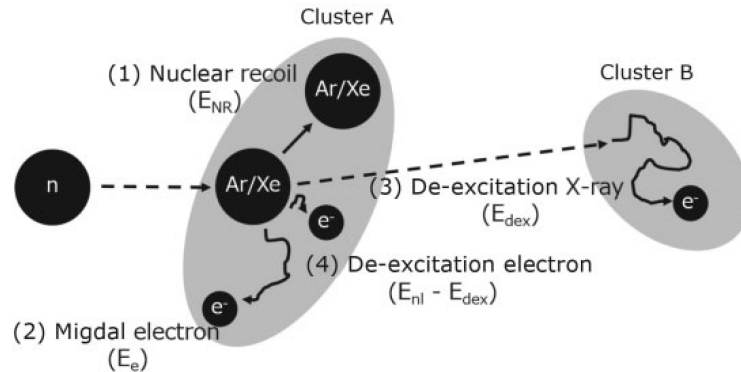 Cluster A
(1) Nuclear recoil
(E_NR)
Ar/Xe
Cluster B
n
Ar/Xe
e-
(3) De-excitation X-ray
(E_dex)
e-
(4) De-excitation electron
(E_nl - E_dex)
e-
(2) Migdal electron
(E_e)